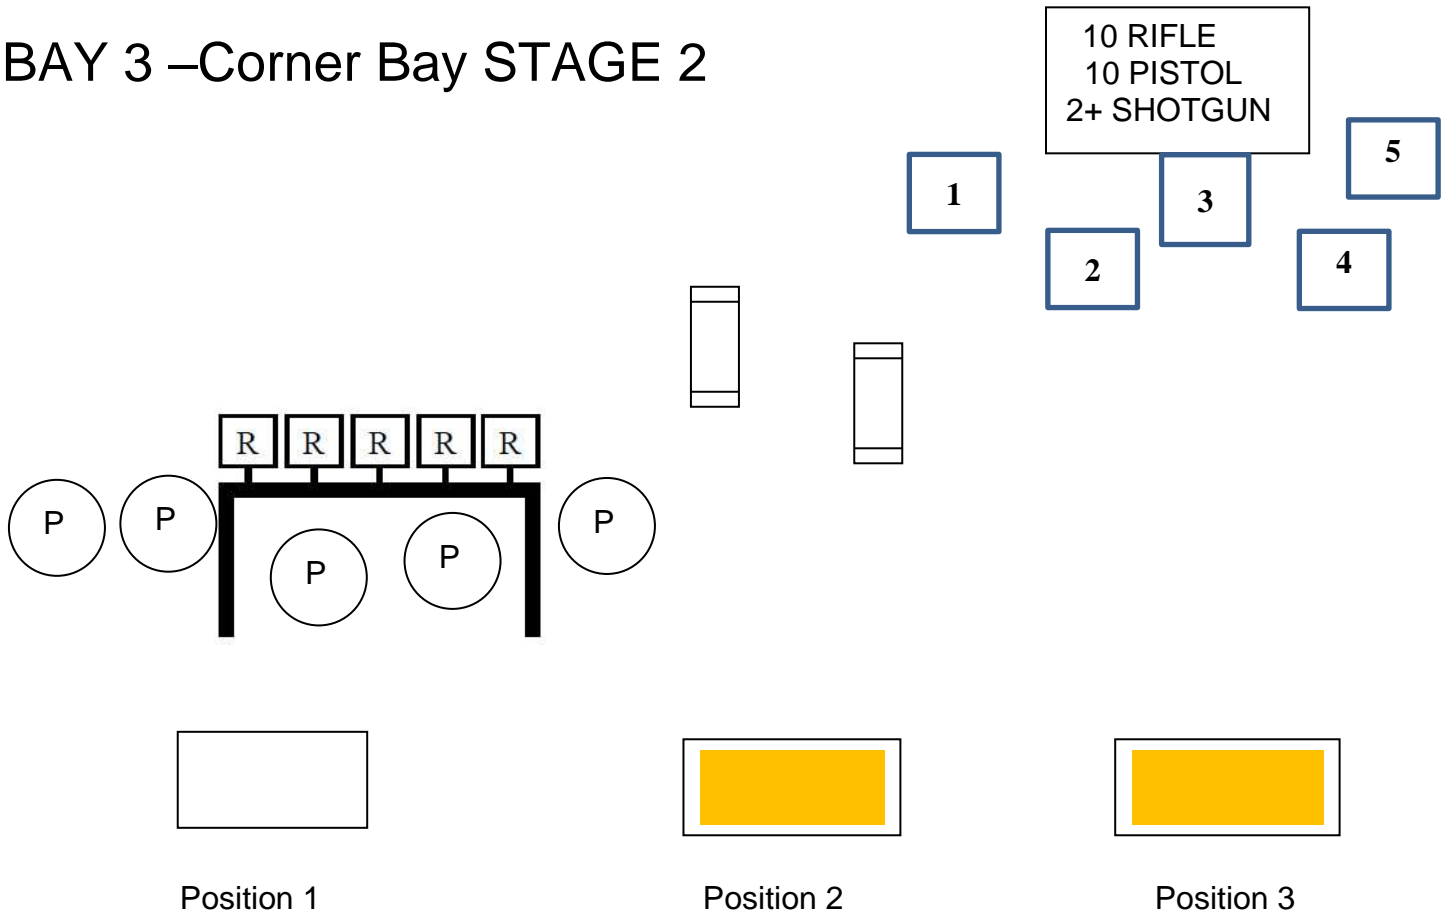 BAY 3 –Corner Bay STAGE 2
10 RIFLE
10 PISTOL
2+ SHOTGUN
1
2
3
4
5
R R R R R
P P P P P
Position 1 Position 2 Position 3